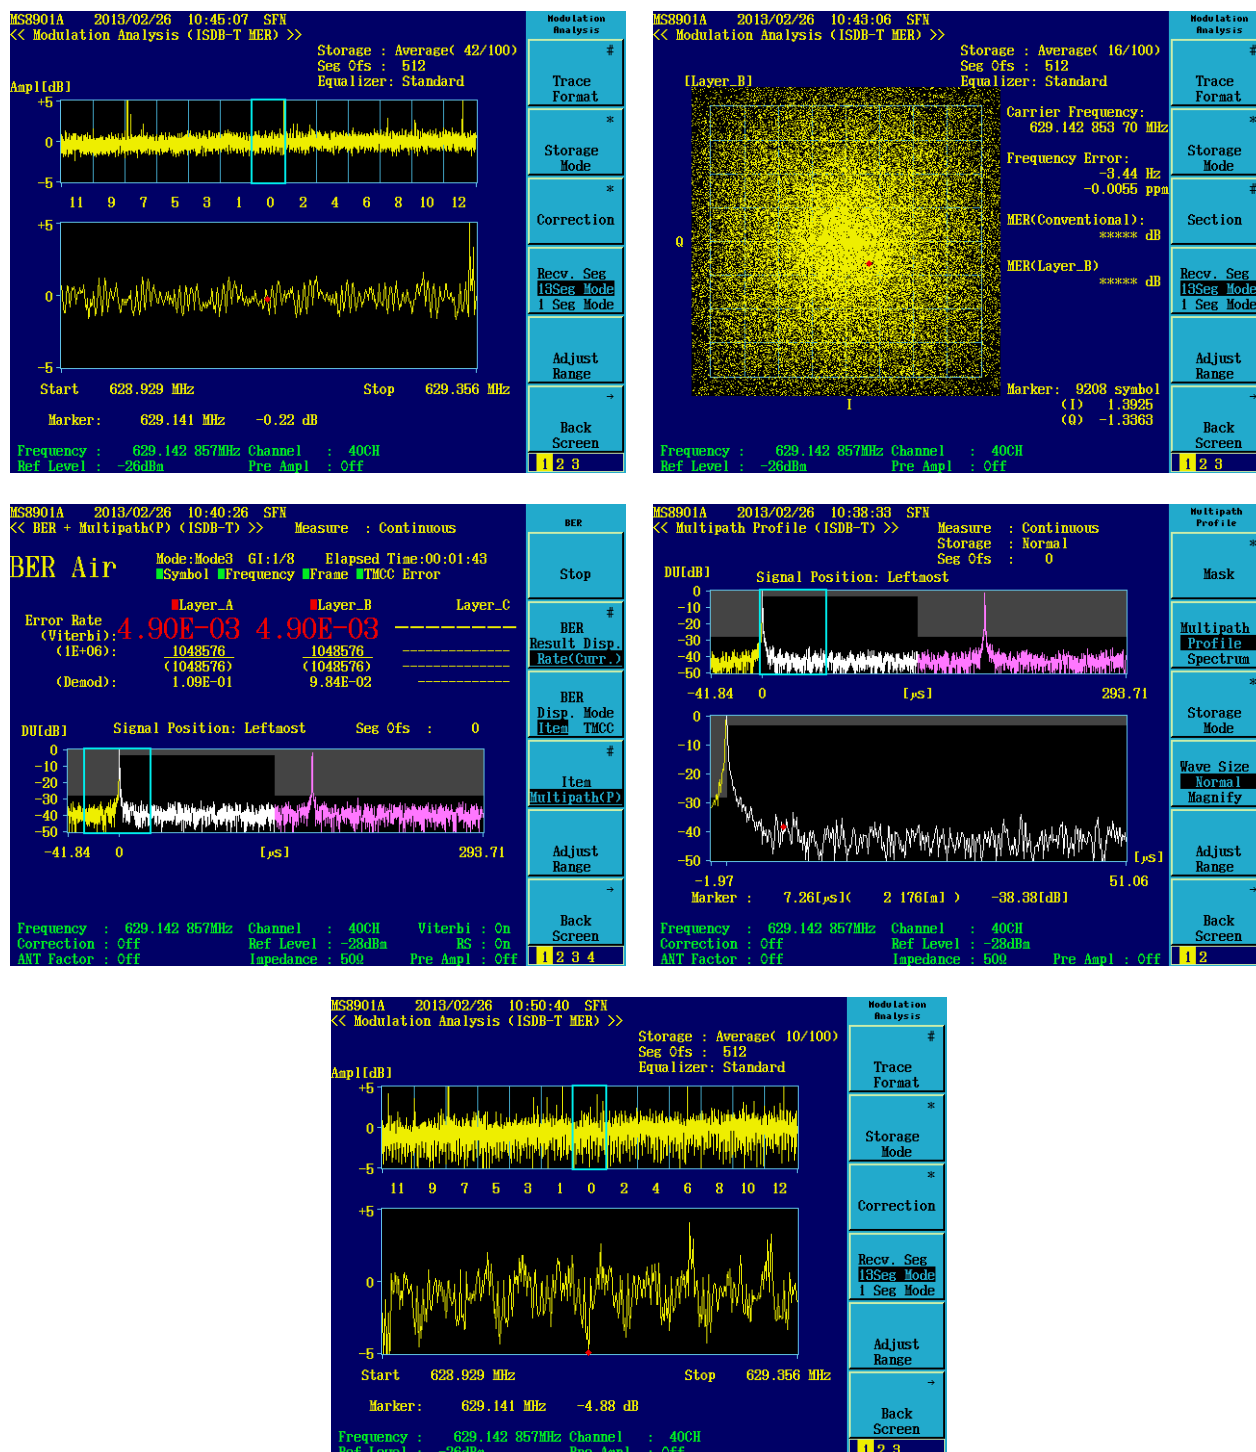 MS8901A 2013/02/26 10:45:07 SFN
<< Modulation Analysis (ISDB-T MER) >>
Storage : Average( 42/100)
Seg Ofs : 512
Equalizer: Standard
Ampl[dB]
+5
0
-5
11 9 7 5 3 1 0 2 4 6 8 10 12
+5
0
-5
Start 628.929 MHz Stop 629.356 MHz
Marker: 629.141 MHz -0.22 dB
Frequency : 629.142 857MHz Channel : 40CH
Ref Level : -26dBm Pre Ampl : Off
Modulation
Analysis
#
Trace
Format
*
Storage
Mode
*
Correction
Recv. Seg
13Seg Mode
1 Seg Mode
Adjust
Range
→
Back
Screen
1 2 3
MS8901A 2013/02/26 10:43:06 SFN
<< Modulation Analysis (ISDB-T MER) >>
Storage : Average( 16/100)
Seg Ofs : 512
[Layer_B] Equalizer: Standard
Carrier Frequency:
629.142 853 70 MHz
Frequency Error:
-3.44 Hz
-0.0055 ppm
MER(Conventional):
***** dB
Q
MER(Layer_B)
***** dB
Marker: 9208 symbol
I (I) 1.3925
(Q) -1.3363
Frequency : 629.142 857MHz Channel : 40CH
Ref Level : -26dBm Pre Ampl : Off
Modulation
Analysis
#
Trace
Format
*
Storage
Mode
#
Section
Recv. Seg
13Seg Mode
1 Seg Mode
Adjust
Range
→
Back
Screen
1 2 3
MS8901A 2013/02/26 10:40:26 SFN
<< BER + Multipath(P) (ISDB-T) >> Measure : Continuous
BER Air Mode:Mode3 GI:1/8 Elapsed Time:00:01:43
Symbol Frequency Frame TMCC Error
Layer_A Layer_B Layer_C
Error Rate
(Viterbi): 4.90E-03 4.90E-03 ----------
(1E+06): 1048576 1048576 --------------
(1048576) (1048576) --------------
(Demod): 1.09E-01 9.84E-02 ------------
DU[dB] Signal Position: Leftmost Seg Ofs : 0
0
-10
-20
-30
-40
-50
-41.84 0 [μs] 293.71
Frequency : 629.142 857MHz Channel : 40CH Viterbi : On
Correction : Off Ref Level : -28dBm RS : On
ANT Factor : Off Impedance : 50Ω Pre Ampl : Off
BER
Stop
#
BER
Result Disp.
Rate(Curr.)
BER
Disp. Mode
Item TMCC
#
Item
Multipath(P)
Adjust
Range
→
Back
Screen
1 2 3 4
MS8901A 2013/02/26 10:38:33 SFN
<< Multipath Profile (ISDB-T) >> Measure : Continuous
Storage : Normal
Seg Ofs : 0
DU[dB] Signal Position: Leftmost
0
-10
-20
-30
-40
-50
-41.84 0 [μs] 293.71
0
-10
-20
-30
-40
-50 [μs]
-1.97 51.06
Marker : 7.26[μs]( 2 176[m] ) -38.38[dB]
Frequency : 629.142 857MHz Channel : 40CH
Correction : Off Ref Level : -28dBm
ANT Factor : Off Impedance : 50Ω Pre Ampl : Off
Multipath
Profile
*
Mask
Multipath
Profile
Spectrum
*
Storage
Mode
Wave Size
Normal
Magnify
Adjust
Range
→
Back
Screen
1 2
MS8901A 2013/02/26 10:50:40 SFN
<< Modulation Analysis (ISDB-T MER) >>
Storage : Average( 10/100)
Seg Ofs : 512
Equalizer: Standard
Ampl[dB]
+5
0
-5
11 9 7 5 3 1 0 2 4 6 8 10 12
+5
0
-5
Start 628.929 MHz Stop 629.356 MHz
Marker: 629.141 MHz -4.88 dB
Frequency : 629.142 857MHz Channel : 40CH
Ref Level : -26dBm Pre Ampl : Off
Modulation
Analysis
#
Trace
Format
*
Storage
Mode
*
Correction
Recv. Seg
13Seg Mode
1 Seg Mode
Adjust
Range
→
Back
Screen
1 2 3